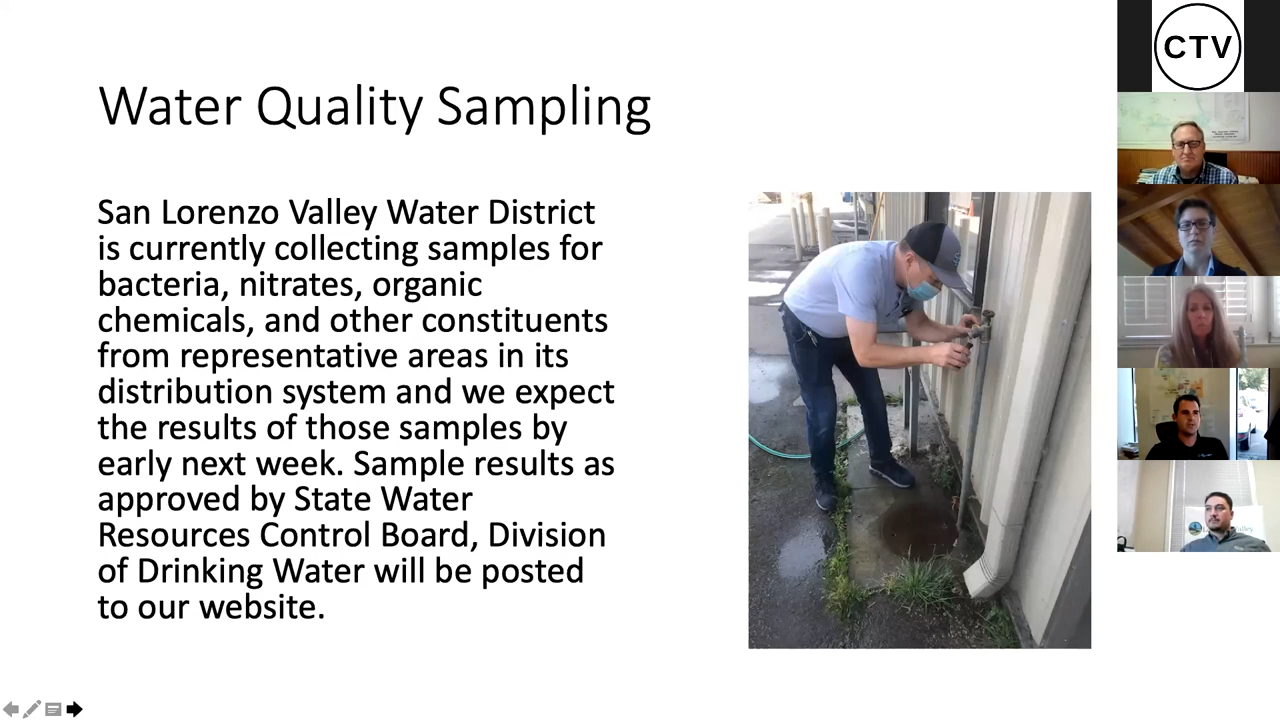 Water Quality Sampling
San Lorenzo Valley Water District
is currently collecting samples for
bacteria, nitrates, organic
chemicals, and other constituents
from representative areas in its
distribution system and we expect
the results of those samples by
early next week. Sample results as
approved by State Water
Resources Control Board, Division
of Drinking Water will be posted
to our website.
CTV